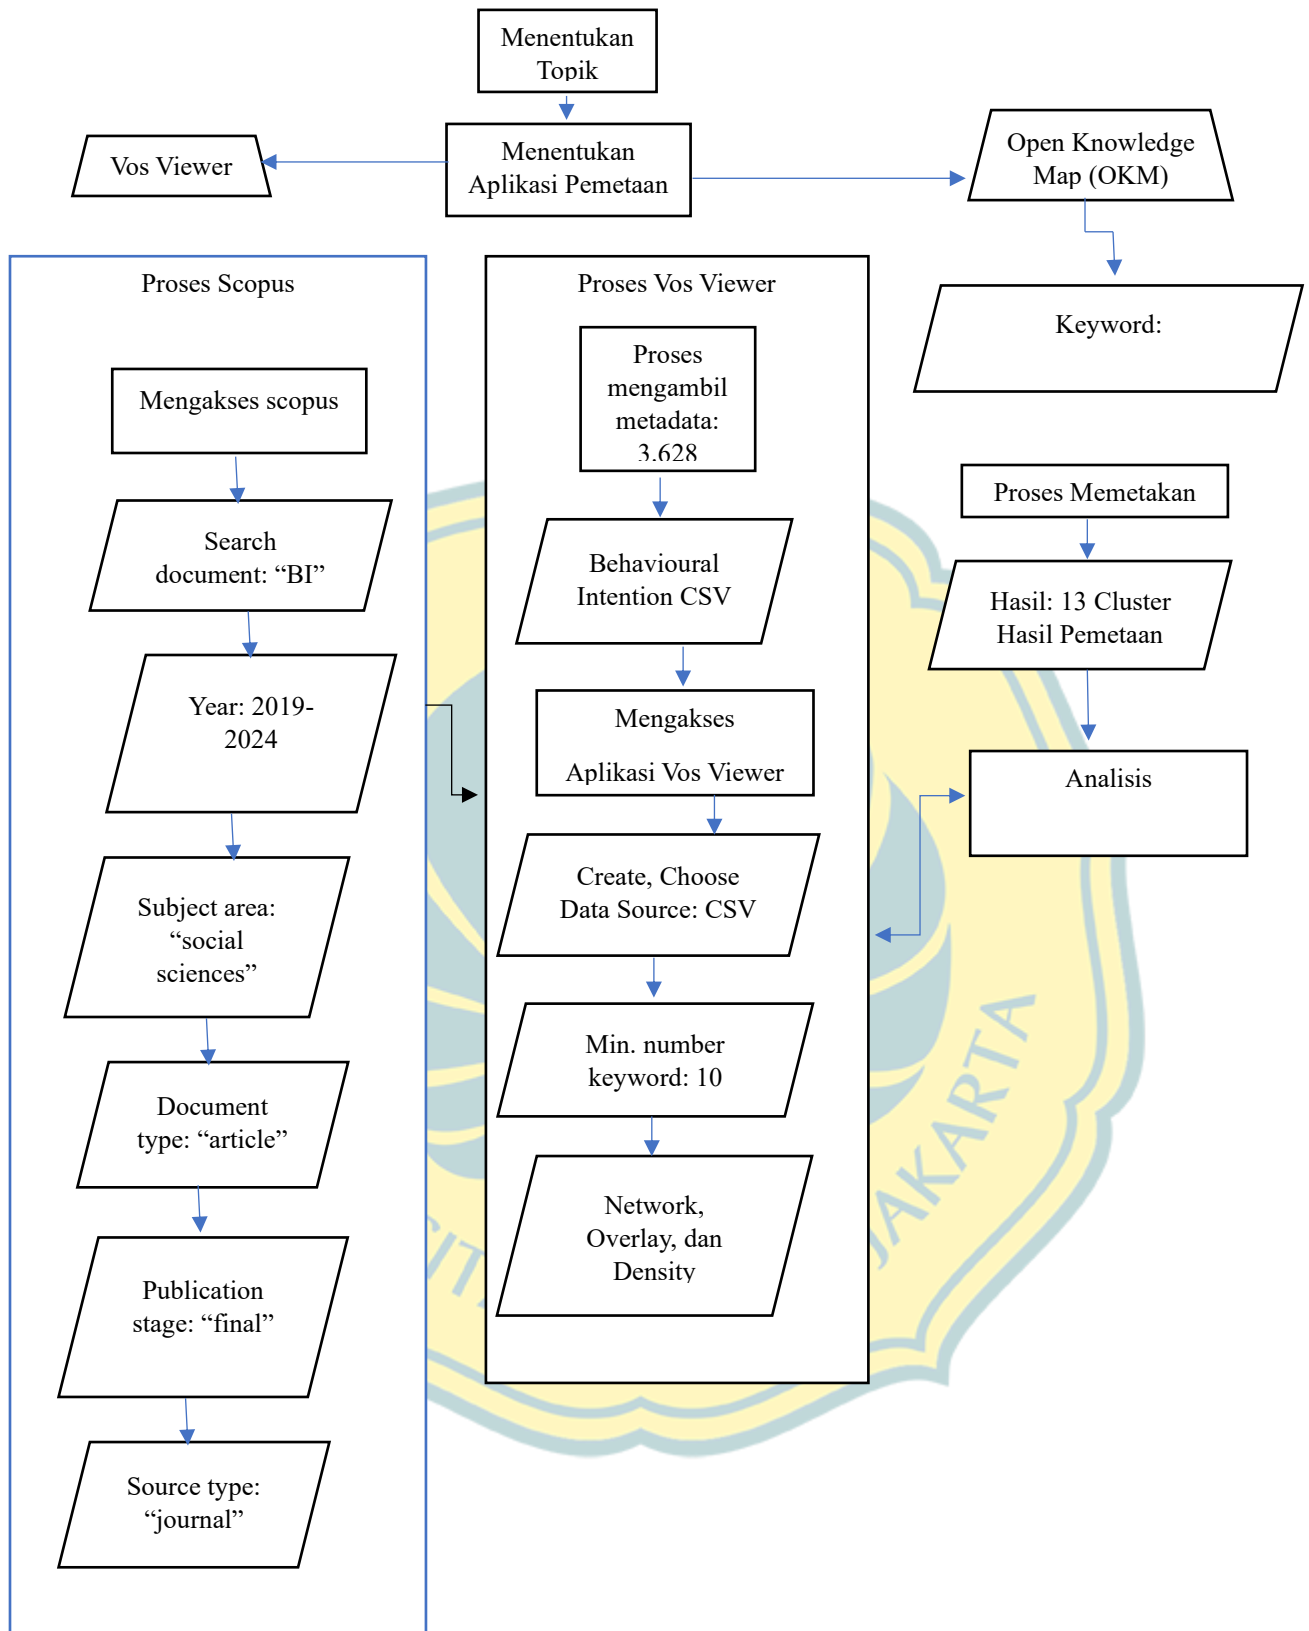 Menentukan
Topik
Menentukan
Aplikasi Pemetaan
Vos Viewer
Open Knowledge
Map (OKM)
Keyword:
Proses Scopus
Mengakses scopus
Search
document: “BI”
Year: 2019-
2024
Subject area:
“social
sciences”
Document
type: “article”
Publication
stage: “final”
Source type:
“journal”
Proses Vos Viewer
Proses
mengambil
metadata:
3.628
Behavioural
Intention CSV
Mengakses
Aplikasi Vos Viewer
Create, Choose
Data Source: CSV
Min. number
keyword: 10
Network,
Overlay, dan
Density
Proses Memetakan
Hasil: 13 Cluster
Hasil Pemetaan
Analisis
JAKARTA